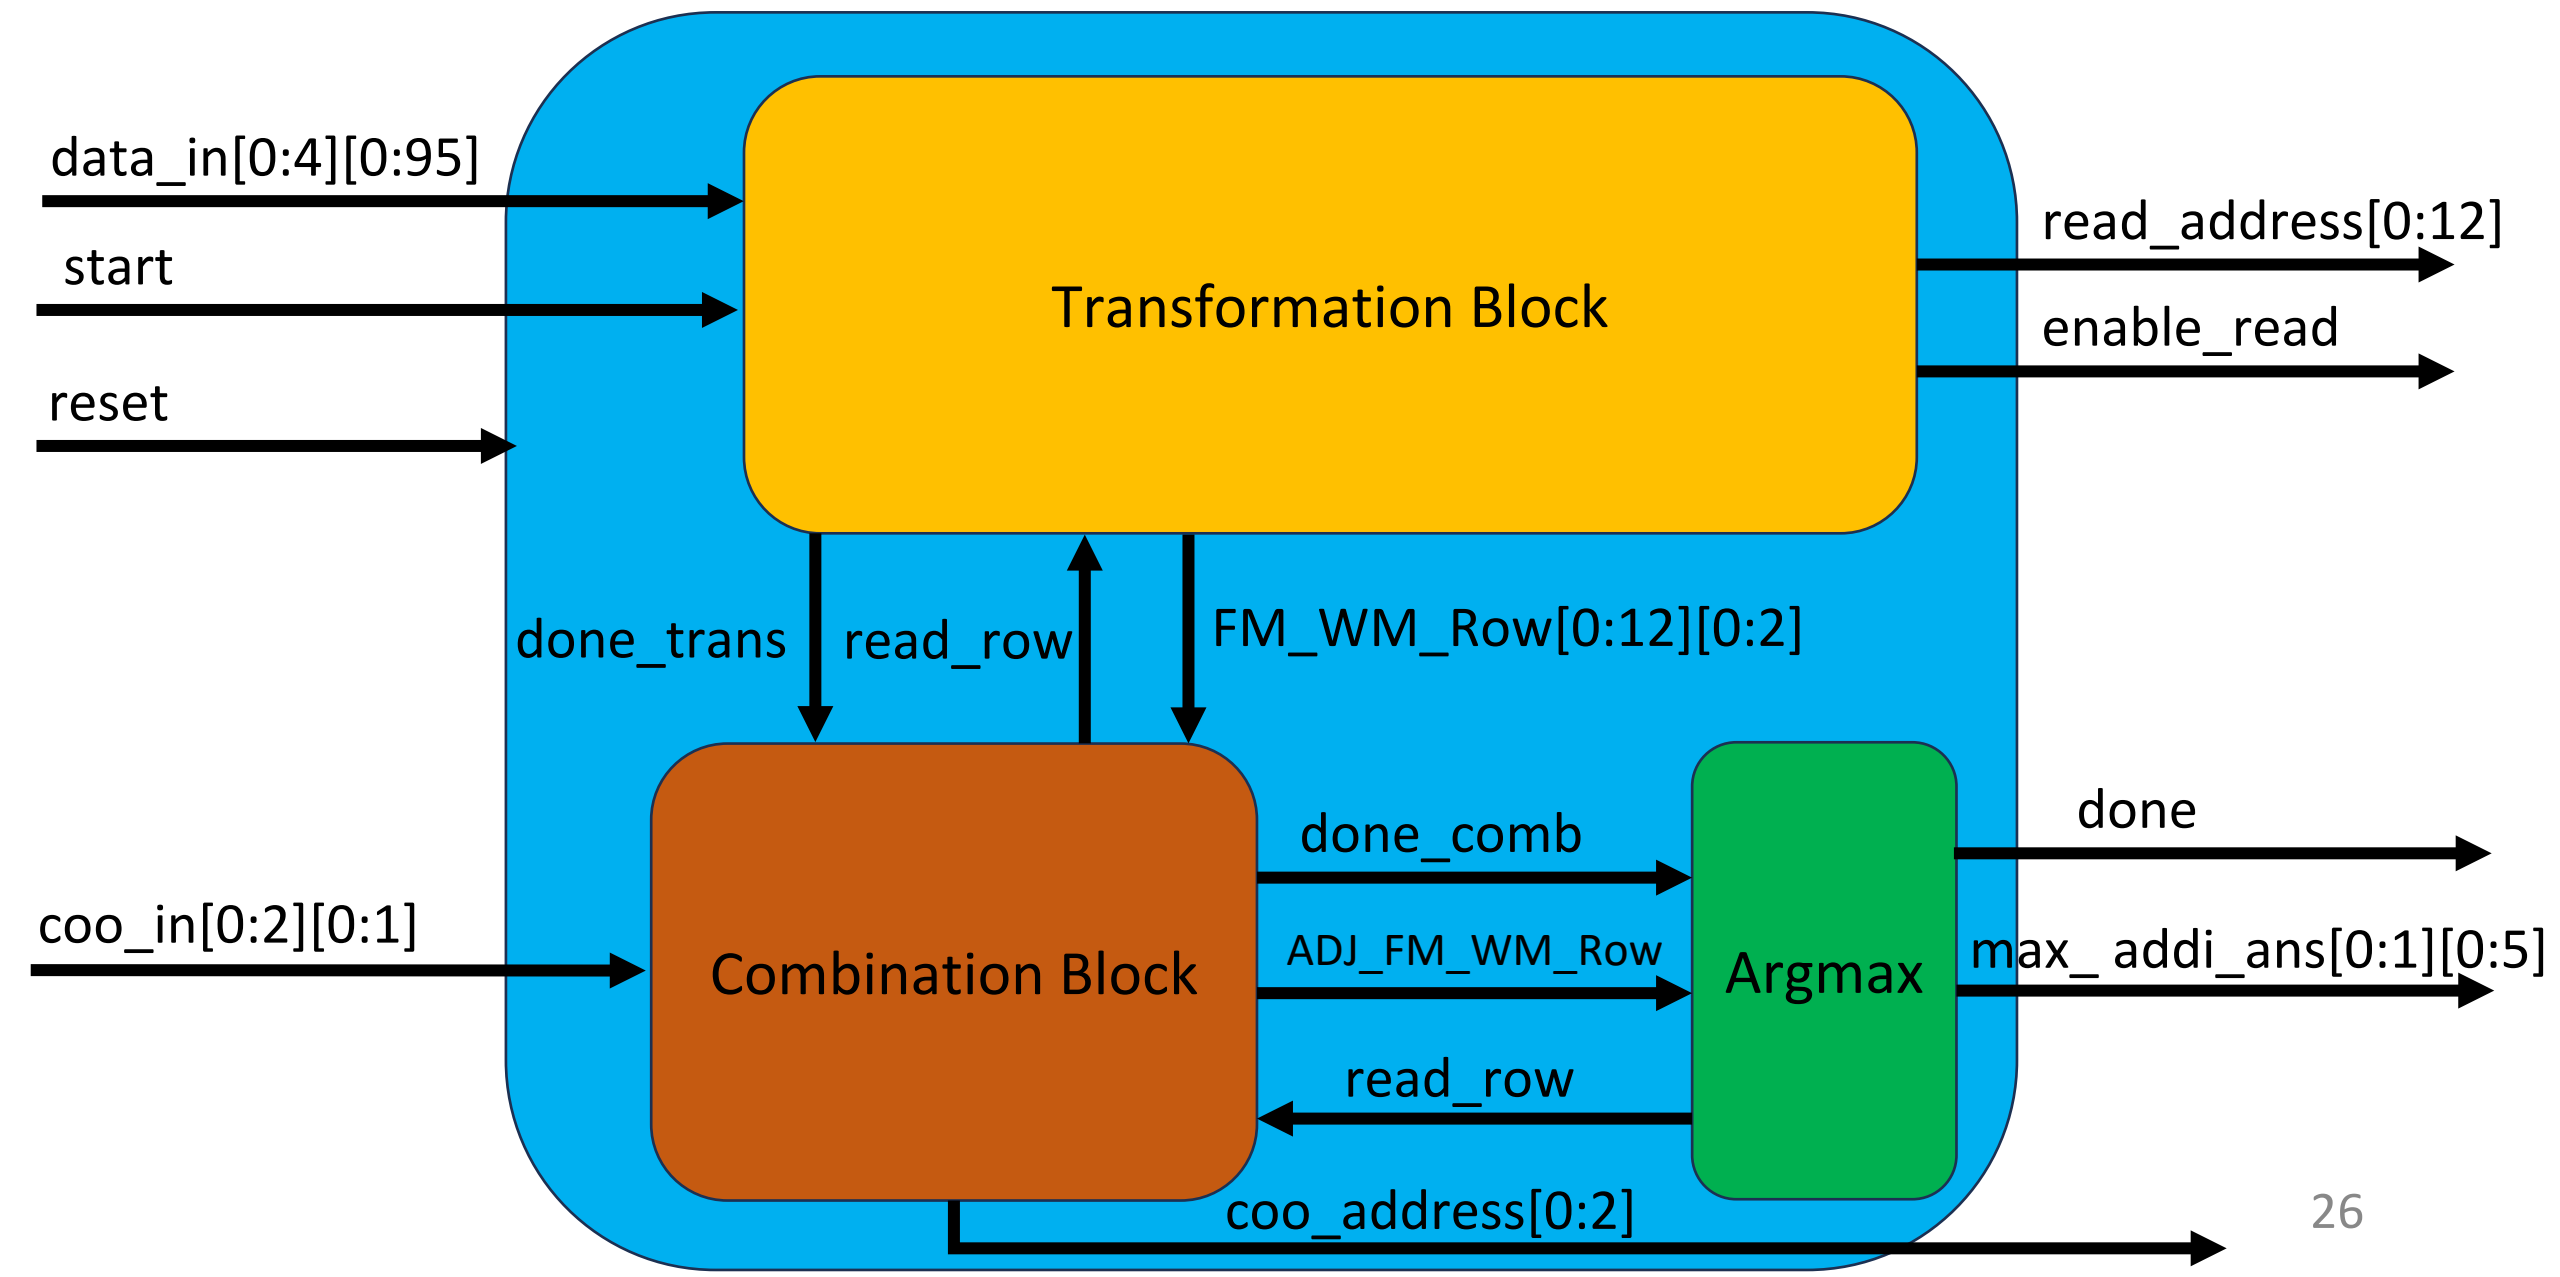 data_in[0:4][0:95]
start
reset
Transformation Block
read_address[0:12]
enable_read
done_trans
read_row
FM_WM_Row[0:12][0:2]
coo_in[0:2][0:1]
Combination Block
done_comb
ADJ_FM_WM_Row
read_row
Argmax
done
max_ addi_ans[0:1][0:5]
coo_address[0:2]
26